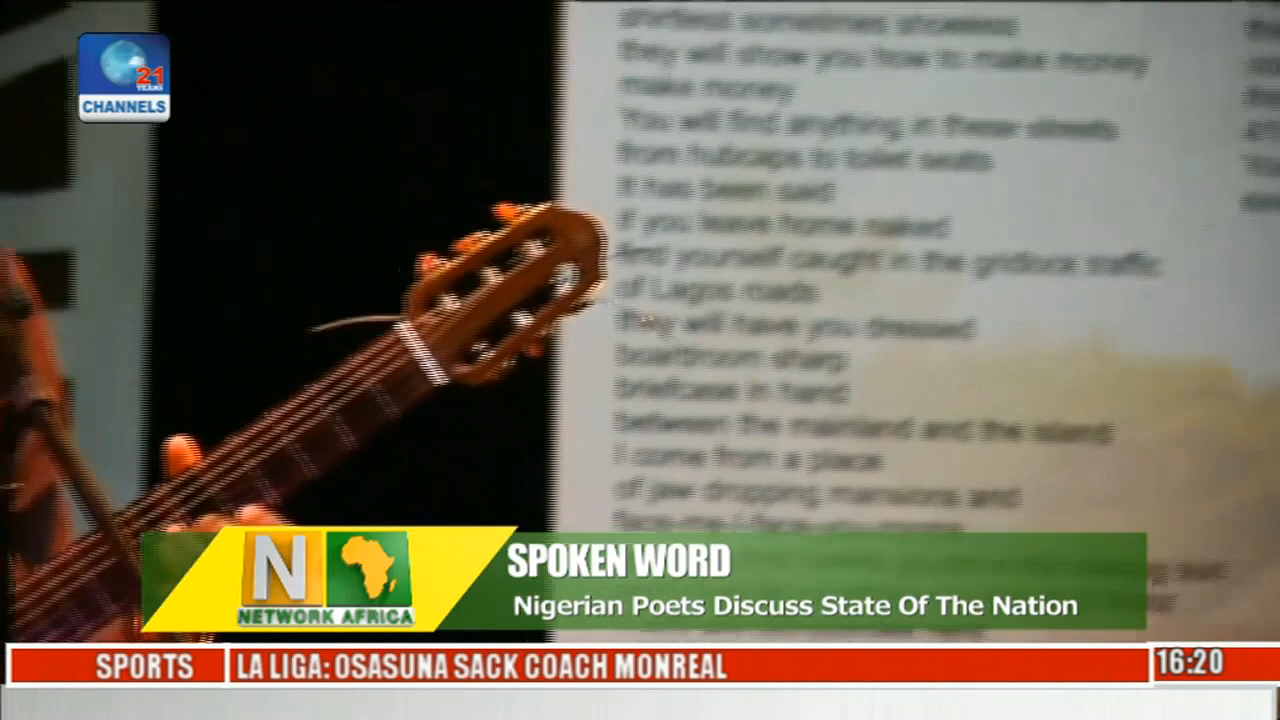 21
YEARS
CHANNELS
shirtless sometimes shoeless
they will show you how to make money
make money
You will find anything in these streets
from hubcaps to toilet seats
It has been said
if you leave home naked
And yourself caught in the gridlock traffic
of Lagos roads
they will have you dressed
boardroom sharp
briefcase in hand
between the mainland and the island
I come from a place
of jaw dropping mansions and
N
NETWORK AFRICA
SPOKEN WORD
Nigerian Poets Discuss State Of The Nation
SPORTS
LA LIGA: OSASUNA SACK COACH MONREAL
16:20